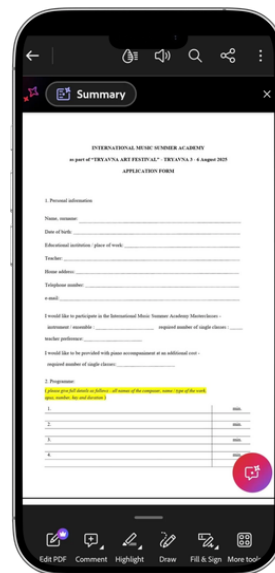 Summary
INTERNATIONAL MUSIC SUMMER ACADEMY
as part of "TRYAVNA ART FESTIVAL" - TRYAVNA 3 - 6 August 2025
APPLICATION FORM
1. Personal information
Name, surname:
Date of birth:
Educational institution / place of work:
Teacher:
Home address:
Telephone number:
e-mail:
I would like to participate in the International Music Summer Academy Masterclasses -
instrument / ensemble : required number of single classes :
teacher preference:
I would like to be provided with piano accompaniment at an additional cost -
required number of single classes:
2. Programme:
( please give full details as follows : all names of the composer, name / type of the work,
opus, number, key and duration )
1. min.
2. min.
3. min.
4. min.
Edit PDF Comment Highlight Draw Fill & Sign More tools